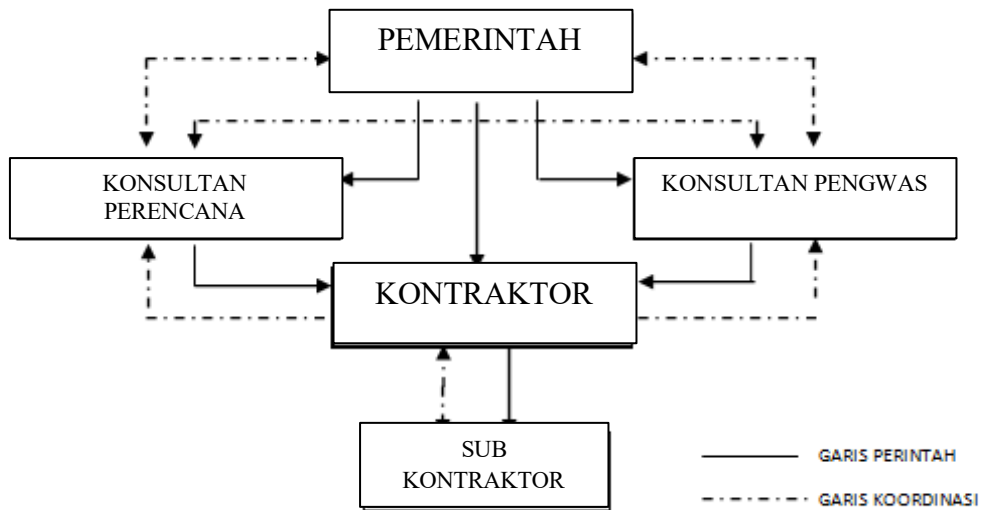 PEMERINTAH
KONSULTAN
PERENCANA
KONSULTAN PENGWAS
KONTRAKTOR
SUB
KONTRAKTOR
GARIS PERINTAH
GARIS KOORDINASI